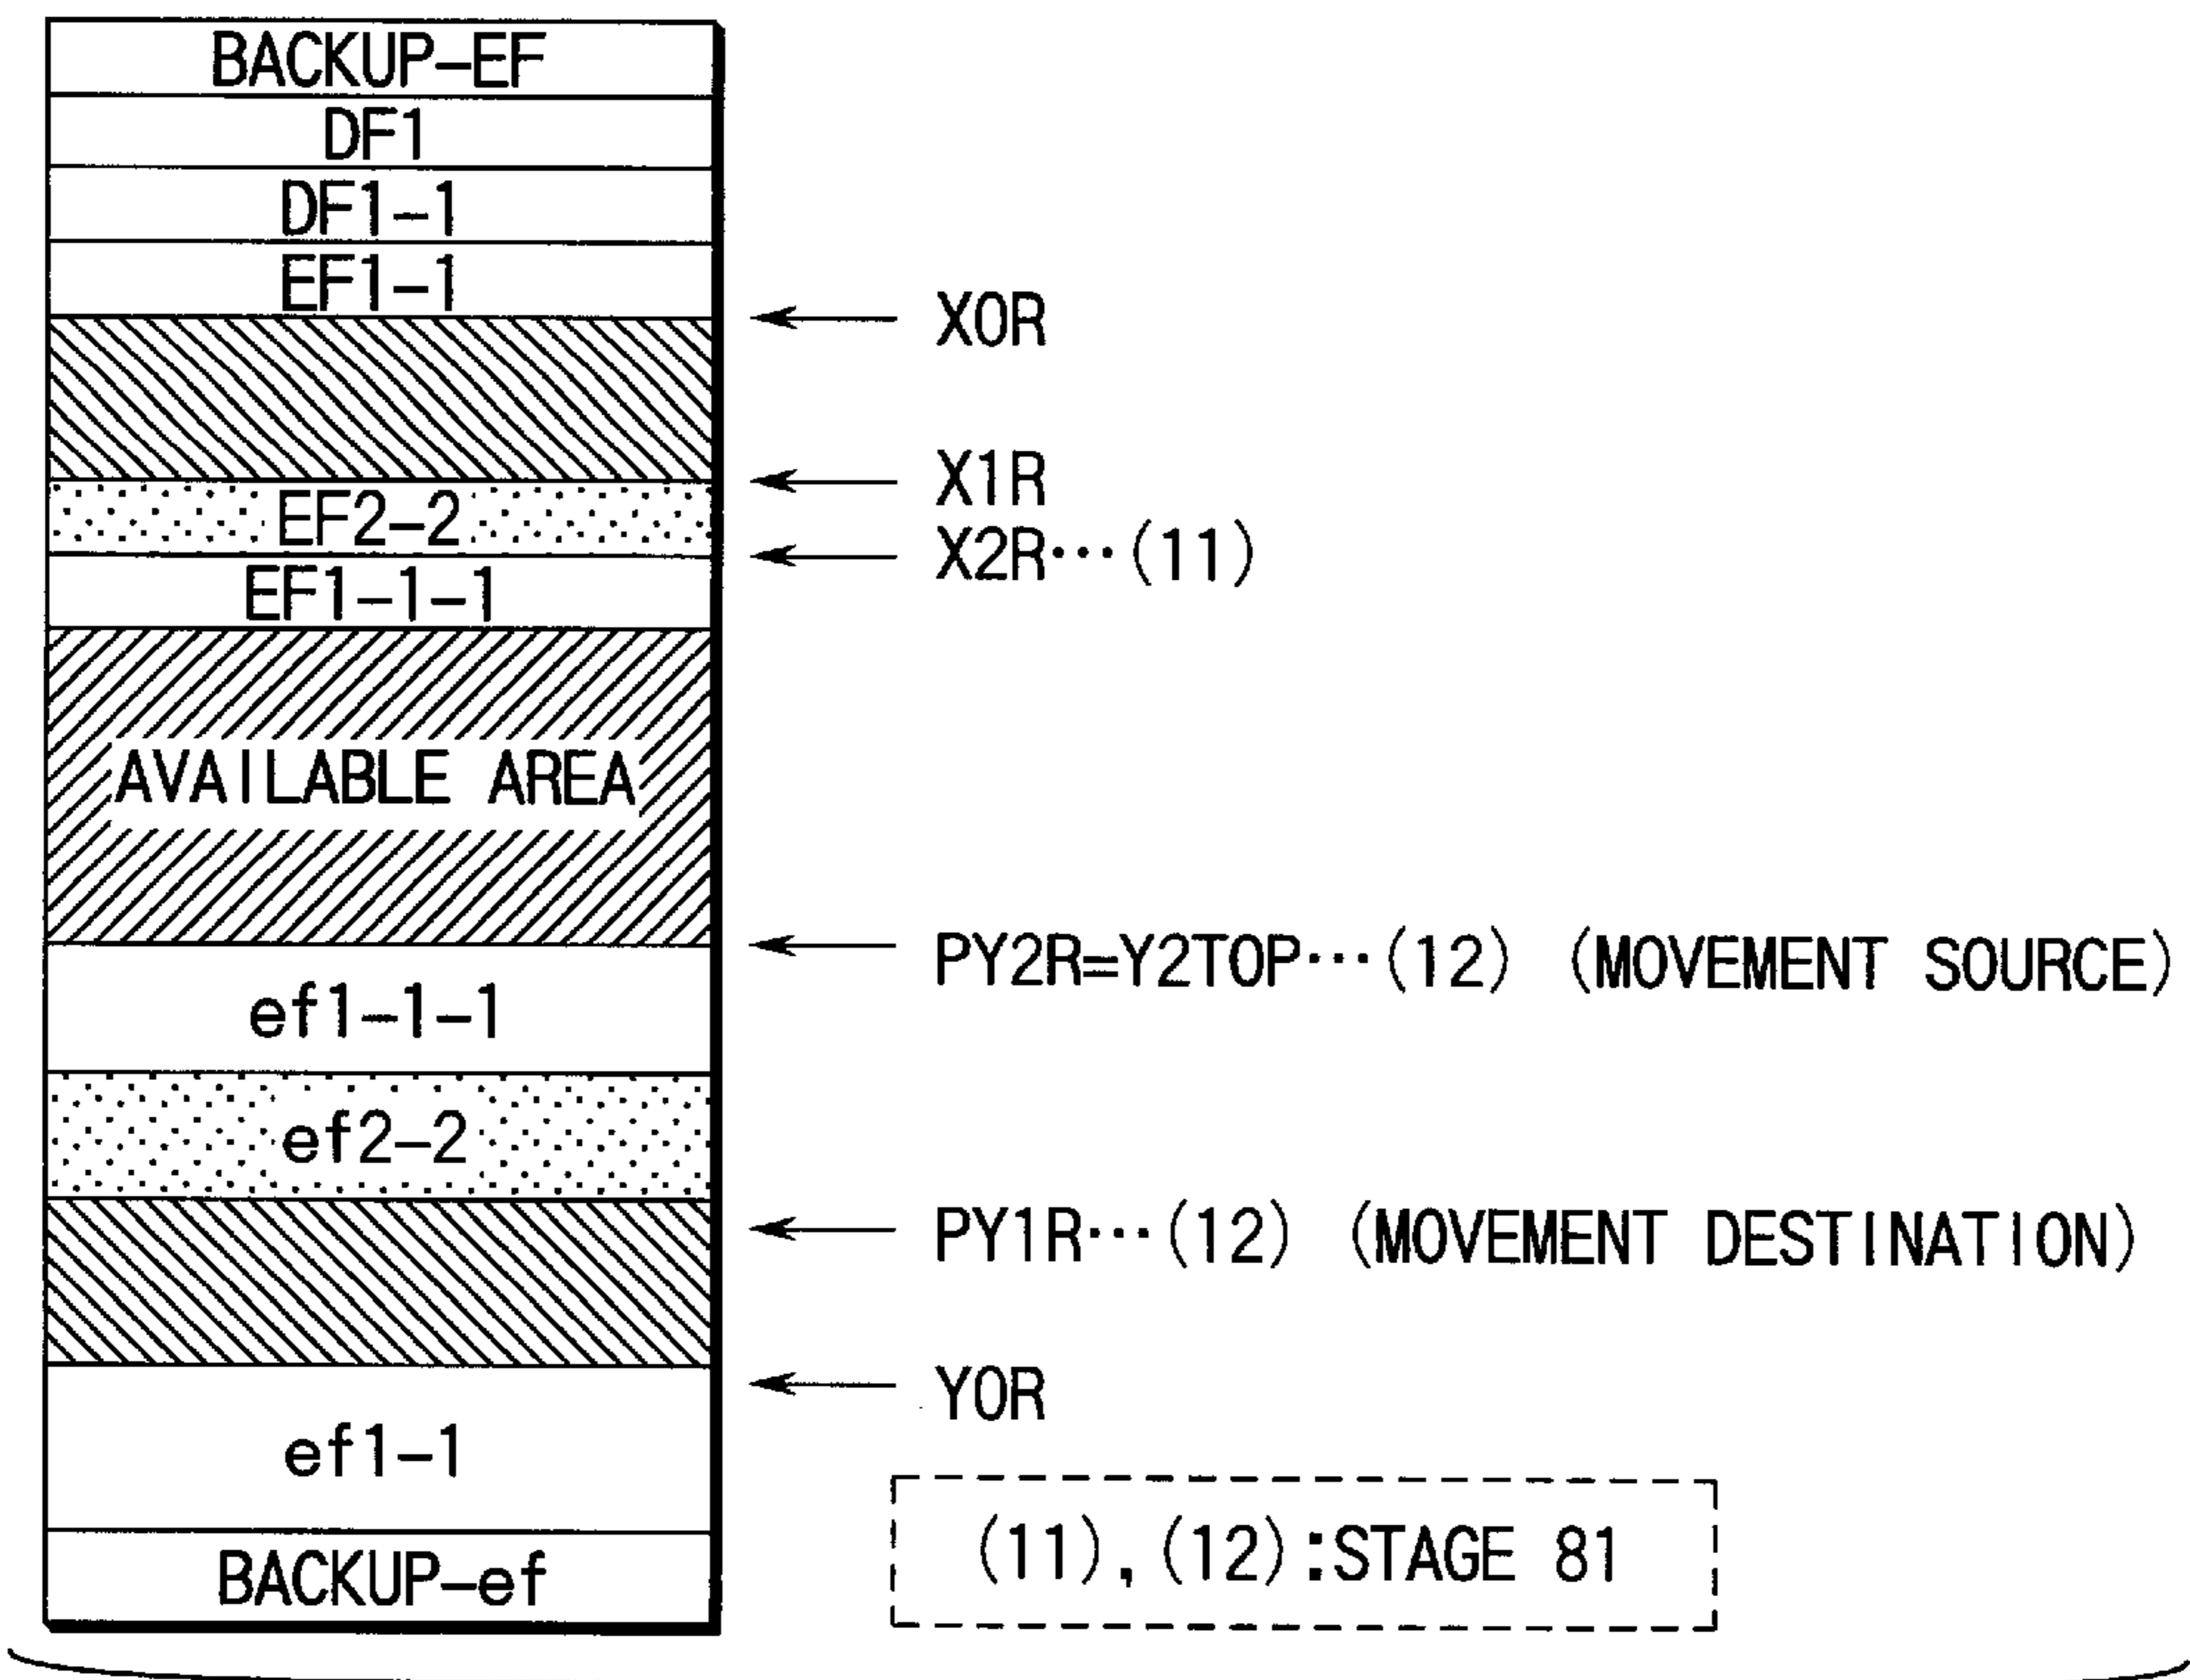 BACKUP-EF
DF1
DF1-1
EF1-1
X0R
X1R
EF2-2
X2R···(11)
EF1-1-1
AVAILABLE AREA
PY2R=Y2TOP···(12) (MOVEMENT SOURCE)
ef1-1-1
ef2-2
PY1R···(12) (MOVEMENT DESTINATION)
Y0R
ef1-1
(11),(12):STAGE 81
BACKUP-ef